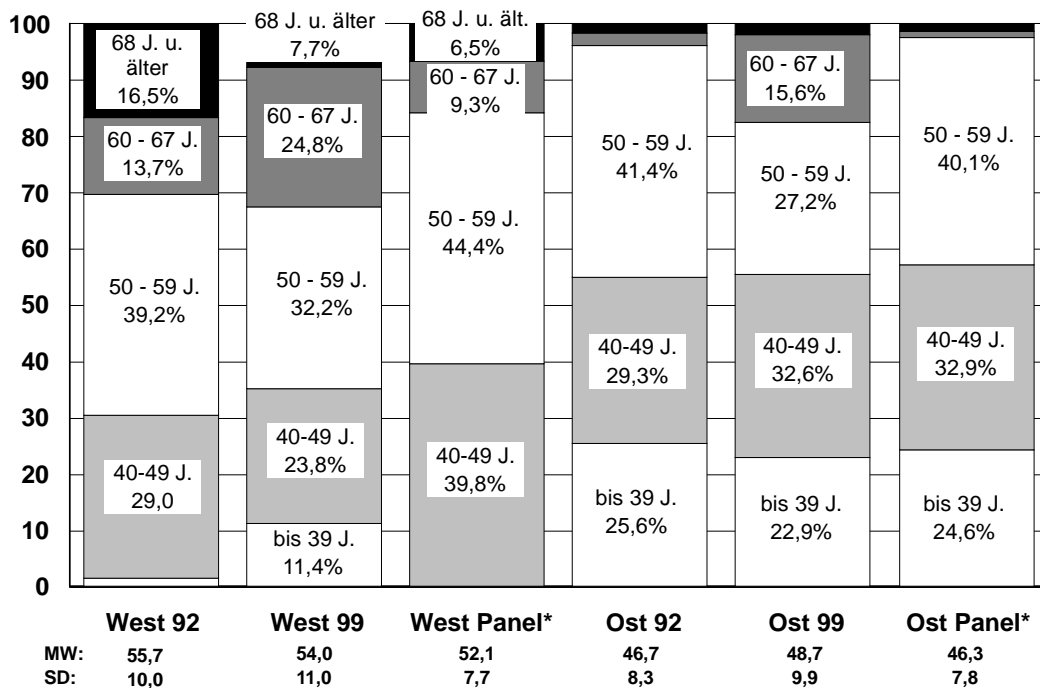 100
90
80
70
60
50
40
30
20
10
0
68 J. u.
älter
16,5%
60 - 67 J.
13,7%
50 - 59 J.
39,2%
40-49 J.
29,0
68 J. u. älter
7,7%
60 - 67 J.
24,8%
50 - 59 J.
32,2%
40-49 J.
23,8%
bis 39 J.
11,4%
68 J. u. ält.
6,5%
60 - 67 J.
9,3%
50 - 59 J.
44,4%
40-49 J.
39,8%
50 - 59 J.
41,4%
40-49 J.
29,3%
bis 39 J.
25,6%
60 - 67 J.
15,6%
50 - 59 J.
27,2%
40-49 J.
32,6%
bis 39 J.
22,9%
50 - 59 J.
40,1%
40-49 J.
32,9%
bis 39 J.
24,6%
West 92 West 99 West Panel* Ost 92 Ost 99 Ost Panel*
MW: 55,7 54,0 52,1 46,7 48,7 46,3
SD: 10,0 11,0 7,7 8,3 9,9 7,8